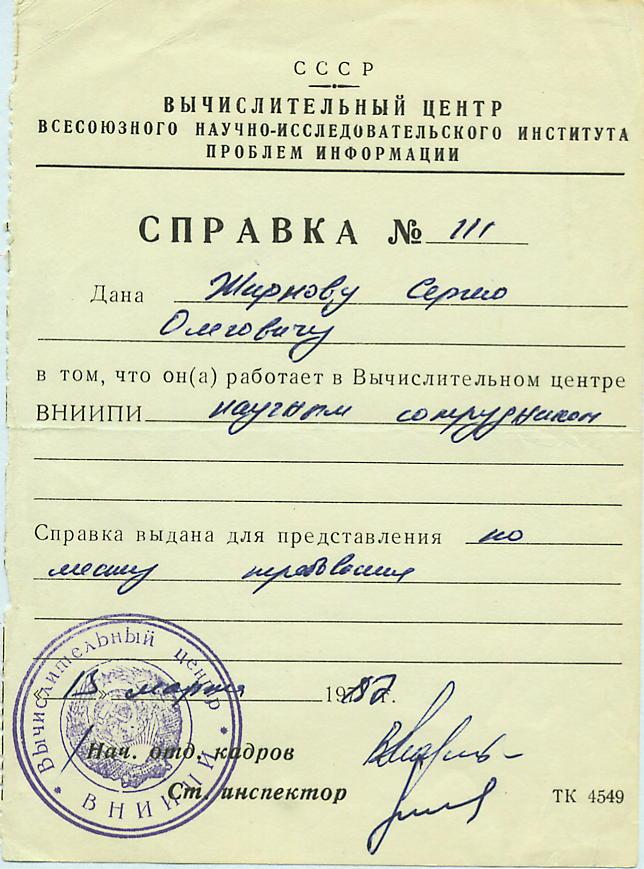 СССР
ВЫЧИСЛИТЕЛЬНЫЙ ЦЕНТР
ВСЕСОЮЗНОГО НАУЧНО-ИССЛЕДОВАТЕЛЬСКОГО ИНСТИТУТА
ПРОБЛЕМ ИНФОРМАЦИИ
СПРАВКА № 111
Дана Жирнову Сергею
Олеговичу
в том, что он(а) работает в Вычислительном центре
ВНИИПИ научным сотрудником
Справка выдана для представления по
месту требования
13 марта 1982 г.
Нач. отд. кадров
Ст. инспектор
ТК 4549
* Вычислительный центр * ВНИИПИ